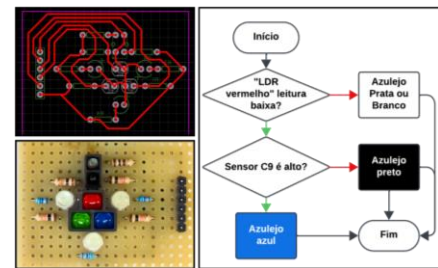 Início
"LDR
vermelho" leitura
baixa?
Azulejo
Prata ou
Branco
Sensor C9 é alto?
Azulejo
preto
Azulejo
azul
Fim